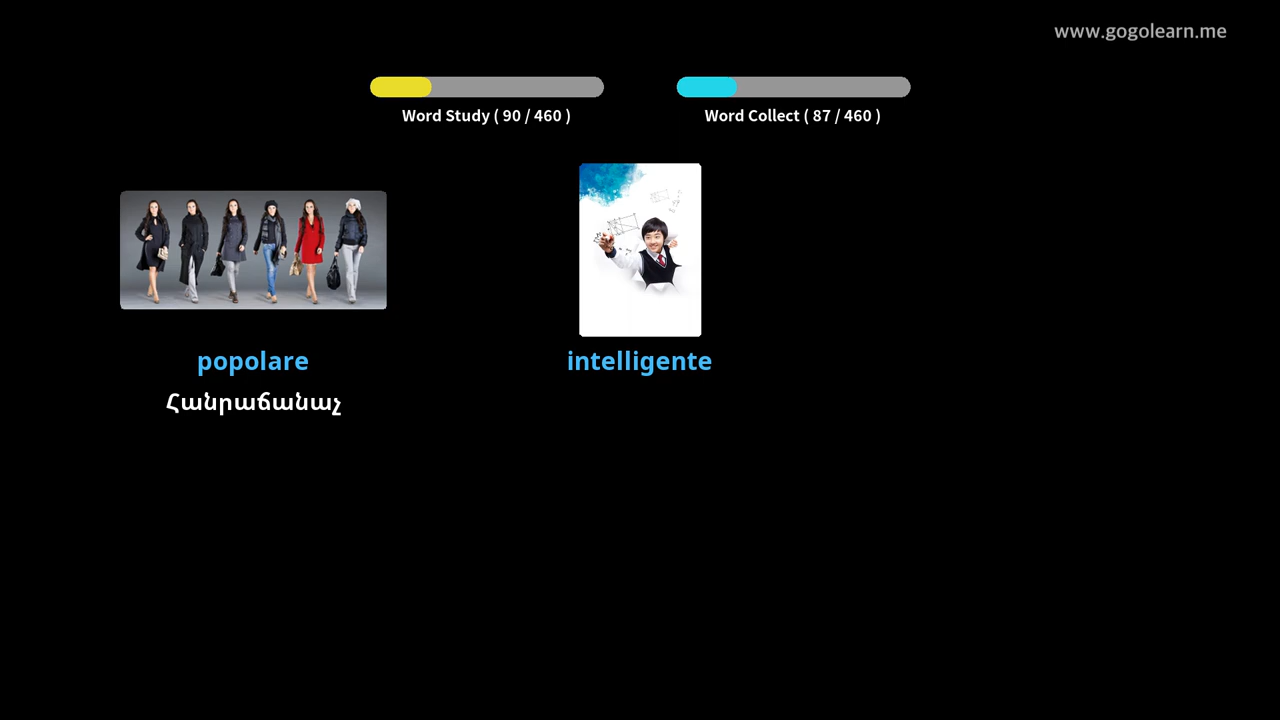 www.gogolearn.me
Word Study ( 90 / 460 )
Word Collect ( 87 / 460 )
popolare
intelligente
Հանրաճանաչ